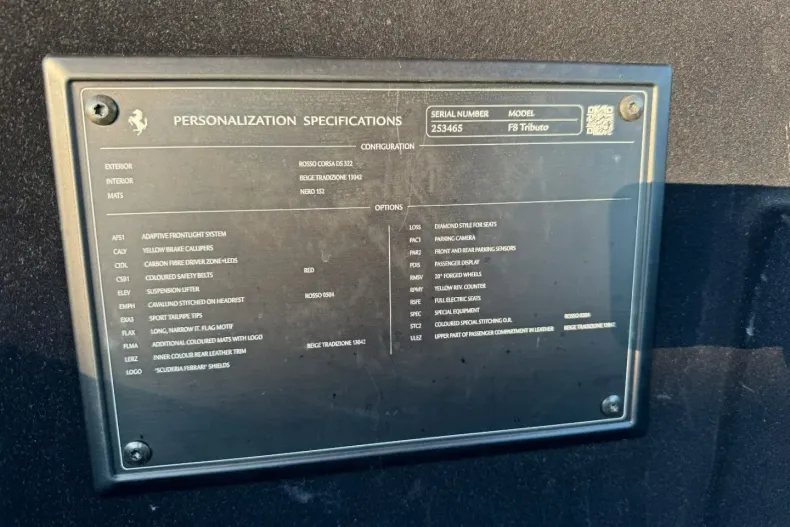 PERSONALIZATION SPECIFICATIONS
SERIAL NUMBER MODEL
253465 F8 Tributo
CONFIGURATION
EXTERIOR ROSSO CORSA DS 322
INTERIOR BEIGE TRADIZIONE 13042
MATS NERO 152
OPTIONS
AFS1 ADAPTIVE FRONTLIGHT SYSTEM
CALY YELLOW BRAKE CALLIPERS
CXDL CARBON FIBRE DRIVER ZONE+LEDS
CSB1 COLOURED SAFETY BELTS RED
ELEV SUSPENSION LIFTER
EMPH CAVALLINO STITCHED ON HEADREST ROSSO 0504
EXA3 SPORT TAILPIPE TIPS
FLAX LONG, NARROW IT. FLAG MOTIF
FLMA ADDITIONAL COLOURED MATS WITH LOGO
LERZ INNER COLOUR REAR LEATHER TRIM BEIGE TRADIZIONE 13042
LOGO "SCUDERIA FERRARI" SHIELDS
LOSS DIAMOND STYLE FOR SEATS
PAC1 PARKING CAMERA
PAR2 FRONT AND REAR PARKING SENSORS
PDIS PASSENGER DISPLAY
RMSV 20" FORGED WHEELS
RPMY YELLOW REV. COUNTER
RSFE FULL ELECTRIC SEATS
SPEC SPECIAL EQUIPMENT
STC2 COLOURED SPECIAL STITCHING O.R. ROSSO
ULEZ UPPER PART OF PASSENGER COMPARTMENT IN LEATHER BEIGE TRADIZIONE 13042